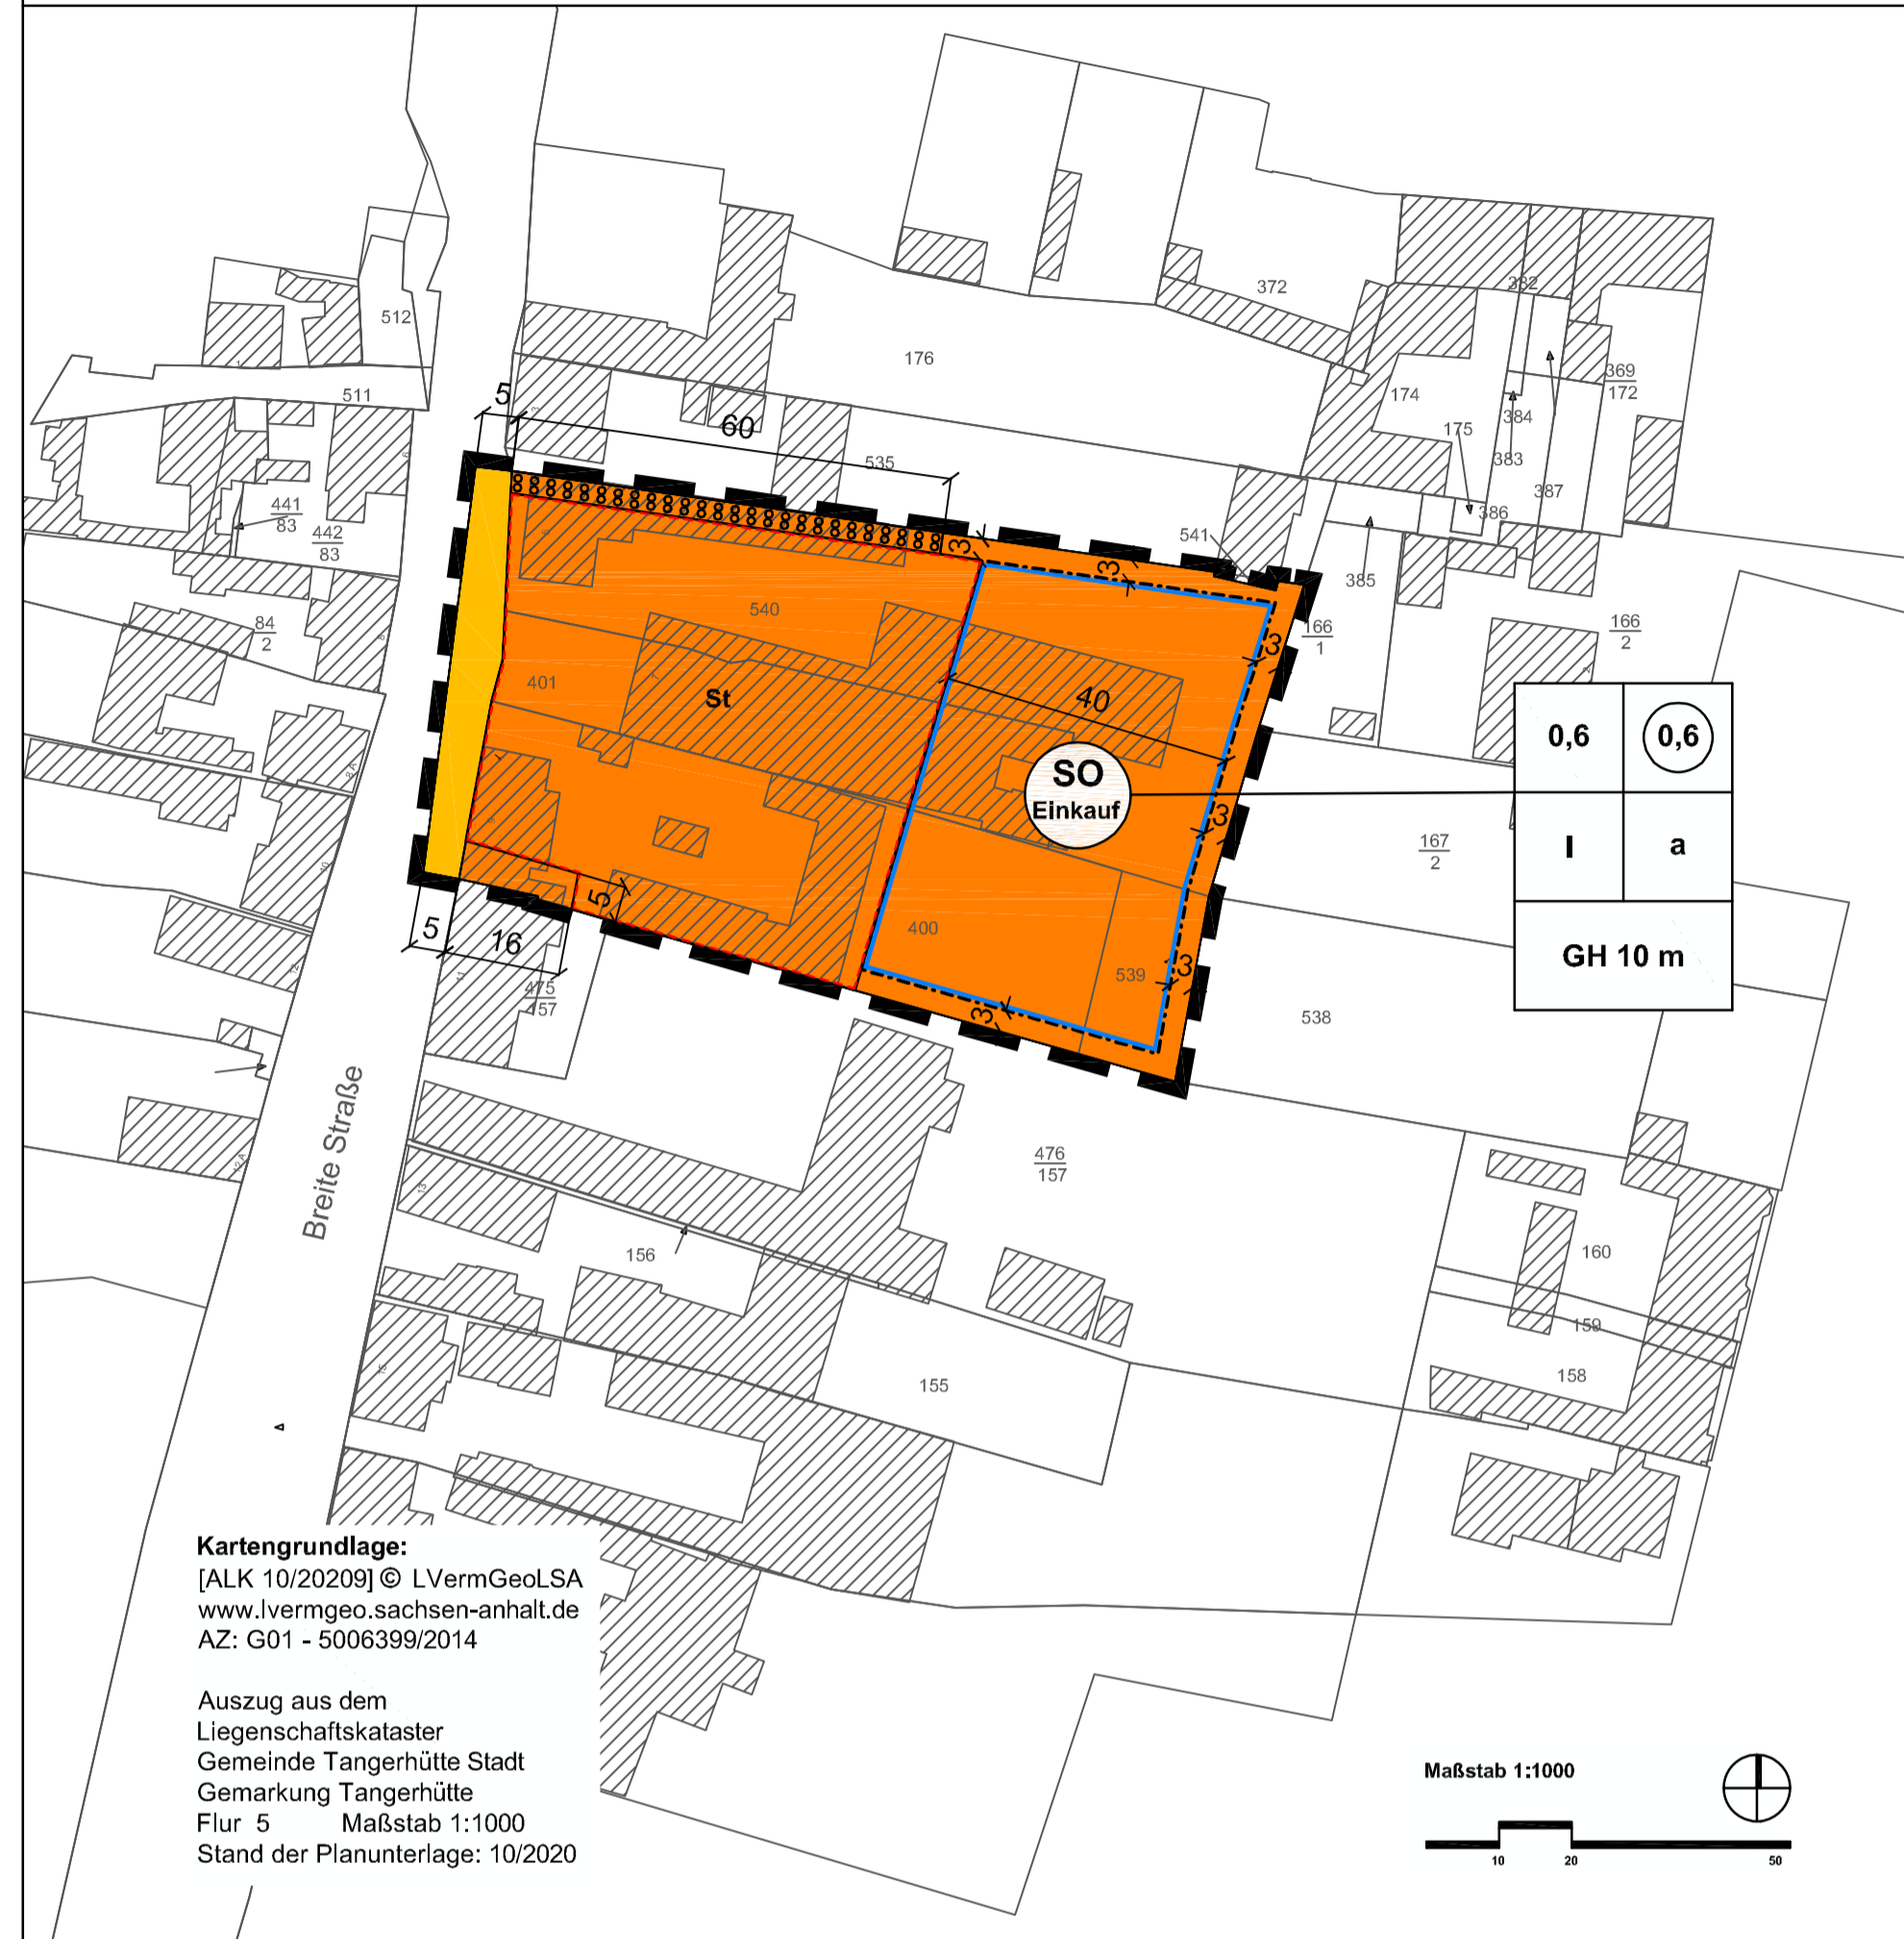 512
511
176
372
382
369
172
174
175
384
383
387
386
385
541
535
5
60
441
83
442
83
84
2
166
1
166
2
3
3
3
540
401
St
40
SO
Einkauf
0,6
0,6
I
a
GH 10 m
3
167
2
400
539
3
3
538
5
5
16
475
157
476
157
Breite Straße
156
155
160
159
158
Kartengrundlage:
[ALK 10/20209] © LVermGeoLSA
www.lvermgeo.sachsen-anhalt.de
AZ: G01 - 5006399/2014
Auszug aus dem
Liegenschaftskataster
Gemeinde Tangerhütte Stadt
Gemarkung Tangerhütte
Flur 5 Maßstab 1:1000
Stand der Planunterlage: 10/2020
Maßstab 1:1000
10 20 50